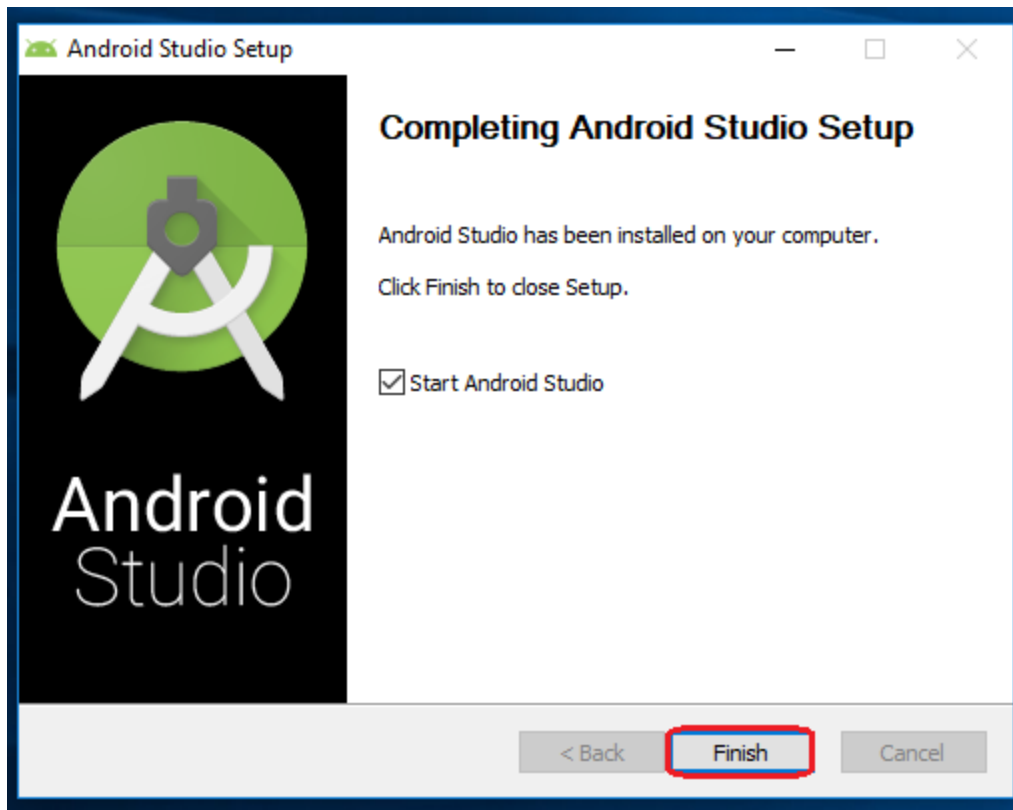 Android Studio Setup
Completing Android Studio Setup
Android Studio has been installed on your computer.
Click Finish to close Setup.
Start Android Studio
Android
Studio
< Back
Finish
Cancel